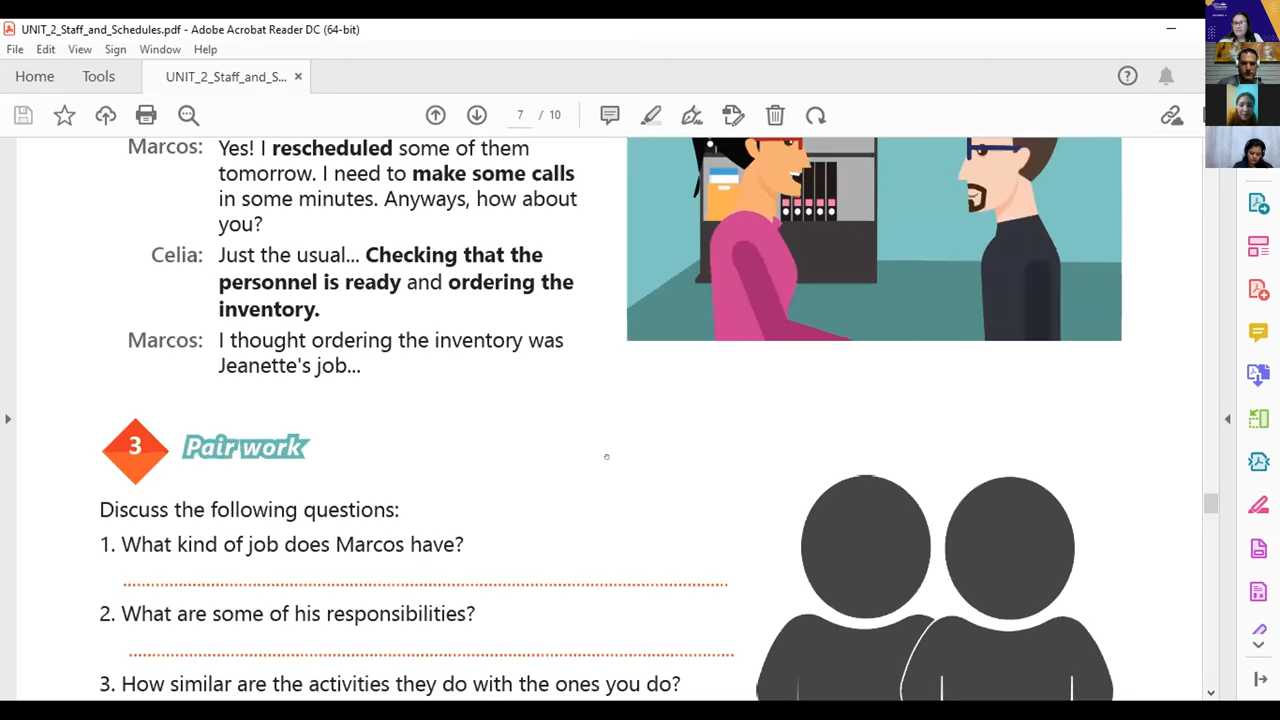 UNIT_2_Staff_and_Schedules.pdf - Adobe Acrobat Reader DC (64-bit)
File Edit View Sign Window Help
Home Tools UNIT_2_Staff_and_S... ×
7 / 10
Marcos: Yes! I rescheduled some of them
tomorrow. I need to make some calls
in some minutes. Anyways, how about
you?
Celia: Just the usual... Checking that the
personnel is ready and ordering the
inventory.
Marcos: I thought ordering the inventory was
Jeanette's job...
3 Pair work
Discuss the following questions:
1. What kind of job does Marcos have?
2. What are some of his responsibilities?
3. How similar are the activities they do with the ones you do?